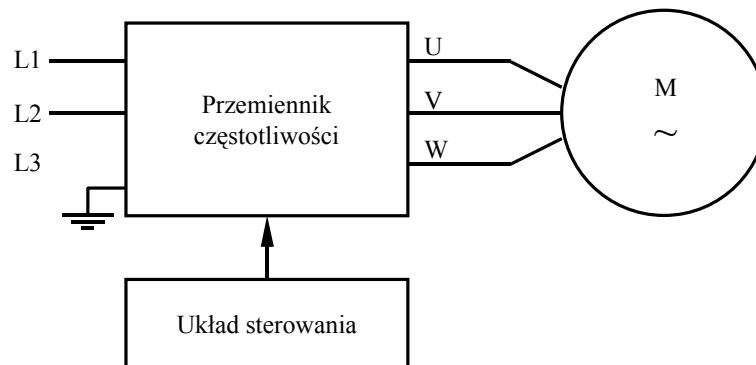 L1
L2
L3
Przemiennik
częstotliwości
U
V
W
M
~
Układ sterowania